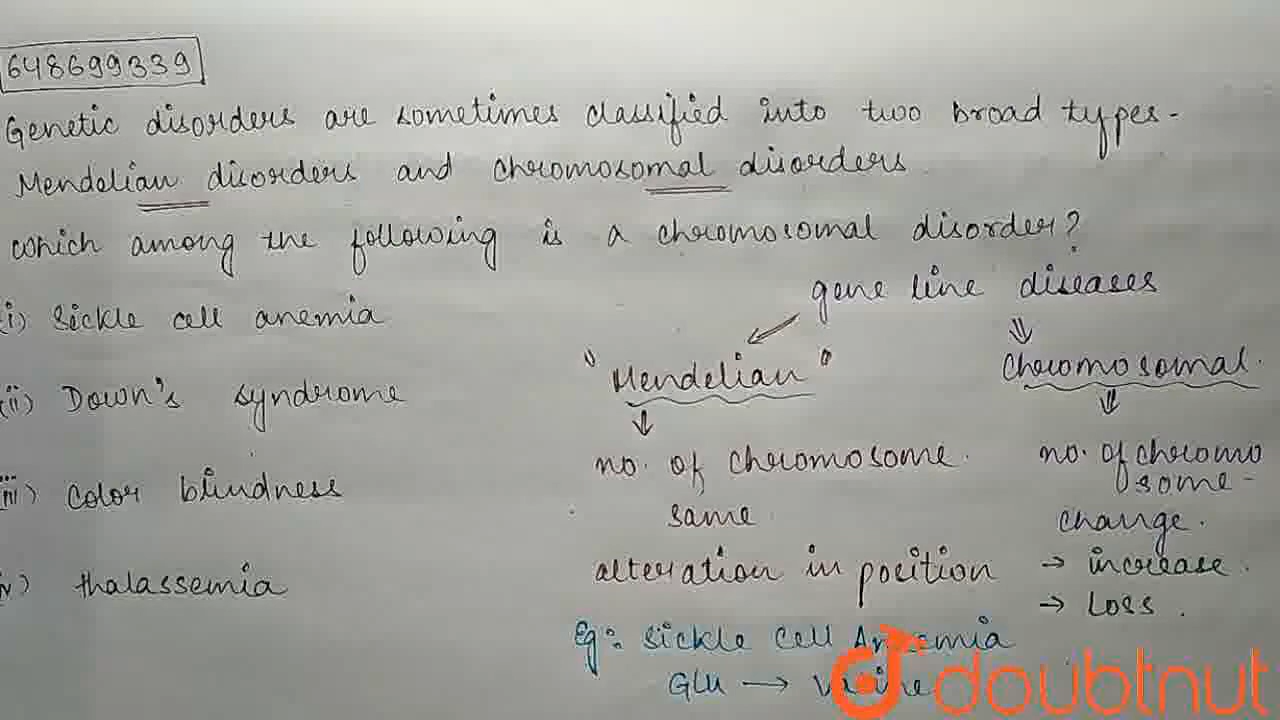 648699339
Genetic disorders are sometimes classified into two broad types-
Mendelian disorders and chromosomal disorders.
which among the following is a chromosomal disorder?
(i) Sickle cell anemia
(ii) Down's syndrome
(iii) color blindness
iv) thalassemia
gene line diseases
"Mendelian"
no. of chromosome.
same.
alteration in position
Eg: Sickle cell Anemia
Glu → Valine
Chromosomal.
no. of chromo
some-
change.
→ increase.
→ Loss.
doubtnut